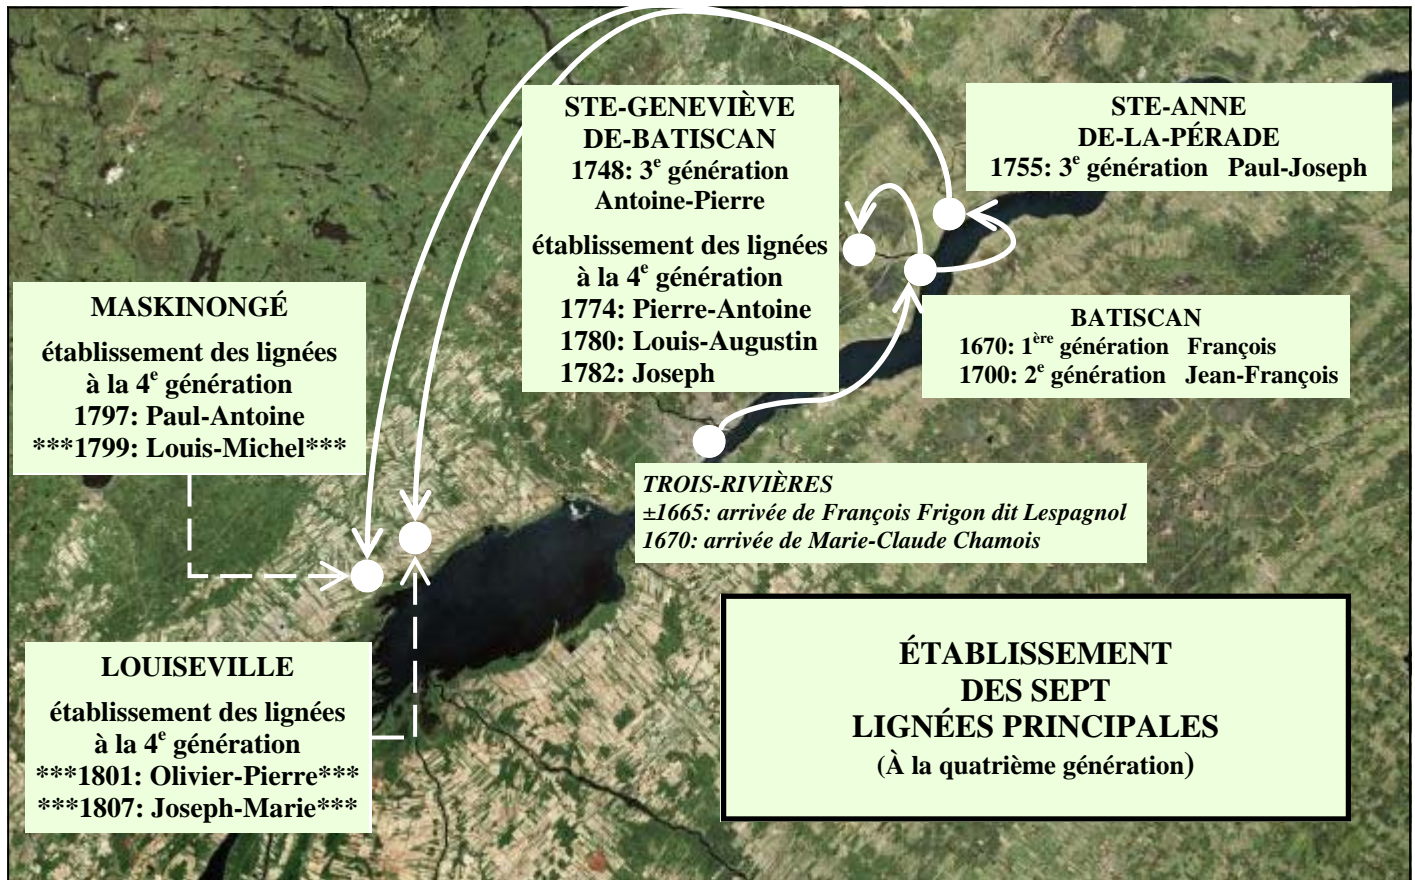 STE-GENEVIÈVE
DE-BATISCAN
1748: 3e génération
Antoine-Pierre
établissement des lignées
à la 4e génération
1774: Pierre-Antoine
1780: Louis-Augustin
1782: Joseph
STE-ANNE
DE-LA-PÉRADE
1755: 3e génération Paul-Joseph
MASKINONGÉ
établissement des lignées
à la 4e génération
1797: Paul-Antoine
***1799: Louis-Michel***
BATISCAN
1670: 1ère génération François
1700: 2e génération Jean-François
TROIS-RIVIÈRES
±1665: arrivée de François Frigon dit Lespagnol
1670: arrivée de Marie-Claude Chamois
LOUISEVILLE
établissement des lignées
à la 4e génération
***1801: Olivier-Pierre***
***1807: Joseph-Marie***
ÉTABLISSEMENT
DES SEPT
LIGNÉES PRINCIPALES
(À la quatrième génération)